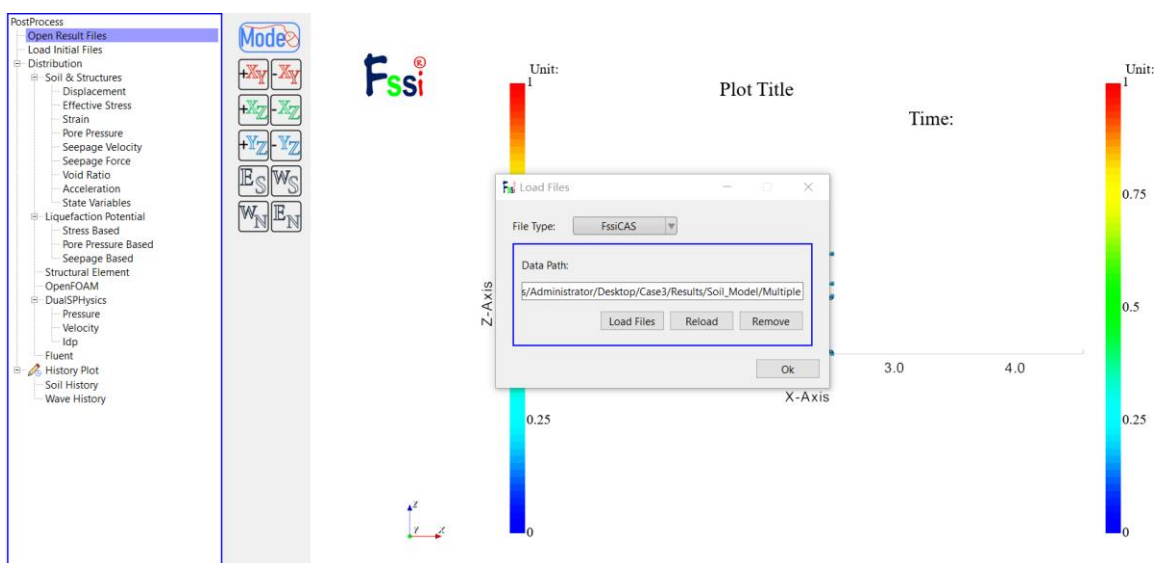 PostProcess
Open Result Files
Load Initial Files
Distribution
Soil & Structures
Displacement
Effective Stress
Strain
Pore Pressure
Seepage Velocity
Seepage Force
Void Ratio
Acceleration
State Variables
Liquefaction Potential
Stress Based
Pore Pressure Based
Seepage Based
Structural Element
OpenFOAM
DualSPHysics
Pressure
Velocity
Idp
Fluent
History Plot
Soil History
Wave History
Mode
+XY -XY
+XZ -XZ
+YZ -YZ
ES WS
WN EN
Fssi®
Unit:
1
0.25
0
Plot Title
Time:
Z-Axis
X-Axis
3.0 4.0
Z
Y X
Fssi Load Files
File Type: FssiCAS
Data Path:
s/Administrator/Desktop/Case3/Results/Soil_Model/Multiple
Load Files Reload Remove
Ok
Unit:
1
0.75
0.5
0.25
0